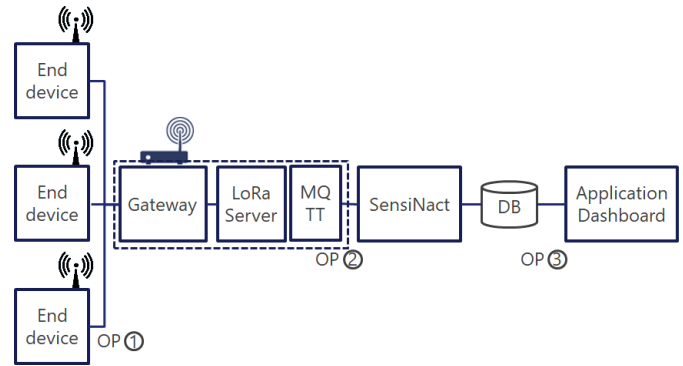 End
device
End
device
End
device
OP ①
Gateway
LoRa
Server
MQ
TT
OP ②
SensiNact
DB
OP ③
Application
Dashboard